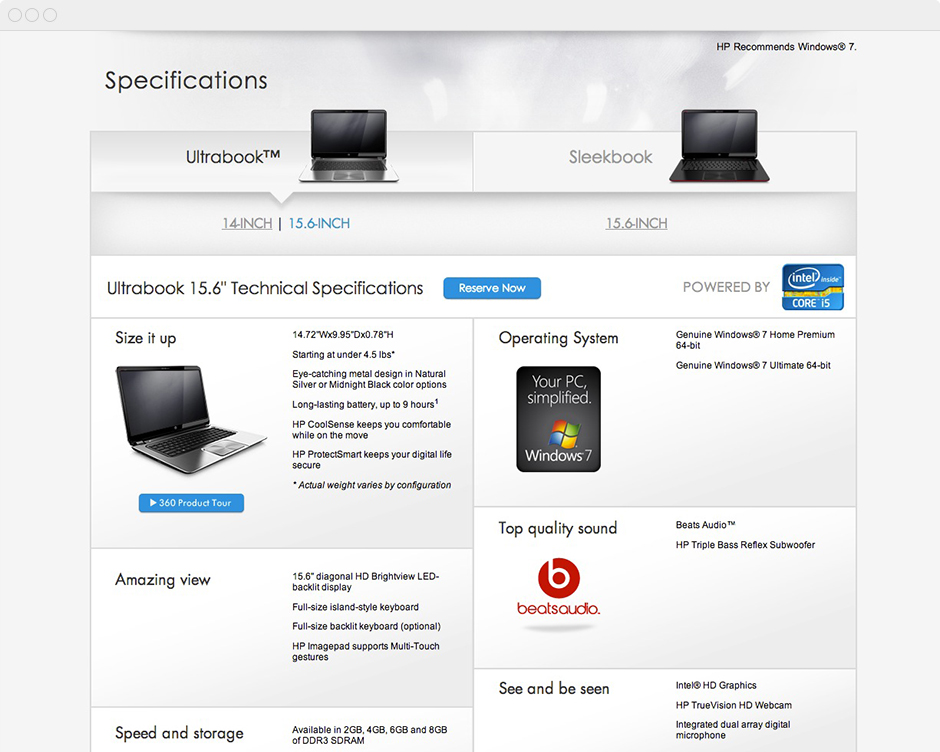 HP Recommends Windows® 7.
Specifications
Ultrabook™
Sleekbook
14-INCH | 15.6-INCH
15.6-INCH
Ultrabook 15.6" Technical Specifications
Reserve Now
POWERED BY
intel inside™
CORE i5
Size it up
14.72"Wx9.95"Dx0.78"H
Starting at under 4.5 lbs*
Eye-catching metal design in Natural
Silver or Midnight Black color options
Long-lasting battery, up to 9 hours1
HP CoolSense keeps you comfortable
while on the move
HP ProtectSmart keeps your digital life
secure
* Actual weight varies by configuration
360 Product Tour
Operating System
Genuine Windows® 7 Home Premium
64-bit
Genuine Windows® 7 Ultimate 64-bit
Your PC,
simplified.
Windows 7
Top quality sound
Beats Audio™
HP Triple Bass Reflex Subwoofer
b
beatsaudio.
Amazing view
15.6" diagonal HD Brightview LED-
backlit display
Full-size island-style keyboard
Full-size backlit keyboard (optional)
HP Imagepad supports Multi-Touch
gestures
See and be seen
Intel® HD Graphics
HP TrueVision HD Webcam
Integrated dual array digital
microphone
Speed and storage
Available in 2GB, 4GB, 6GB and 8GB
of DDR3 SDRAM